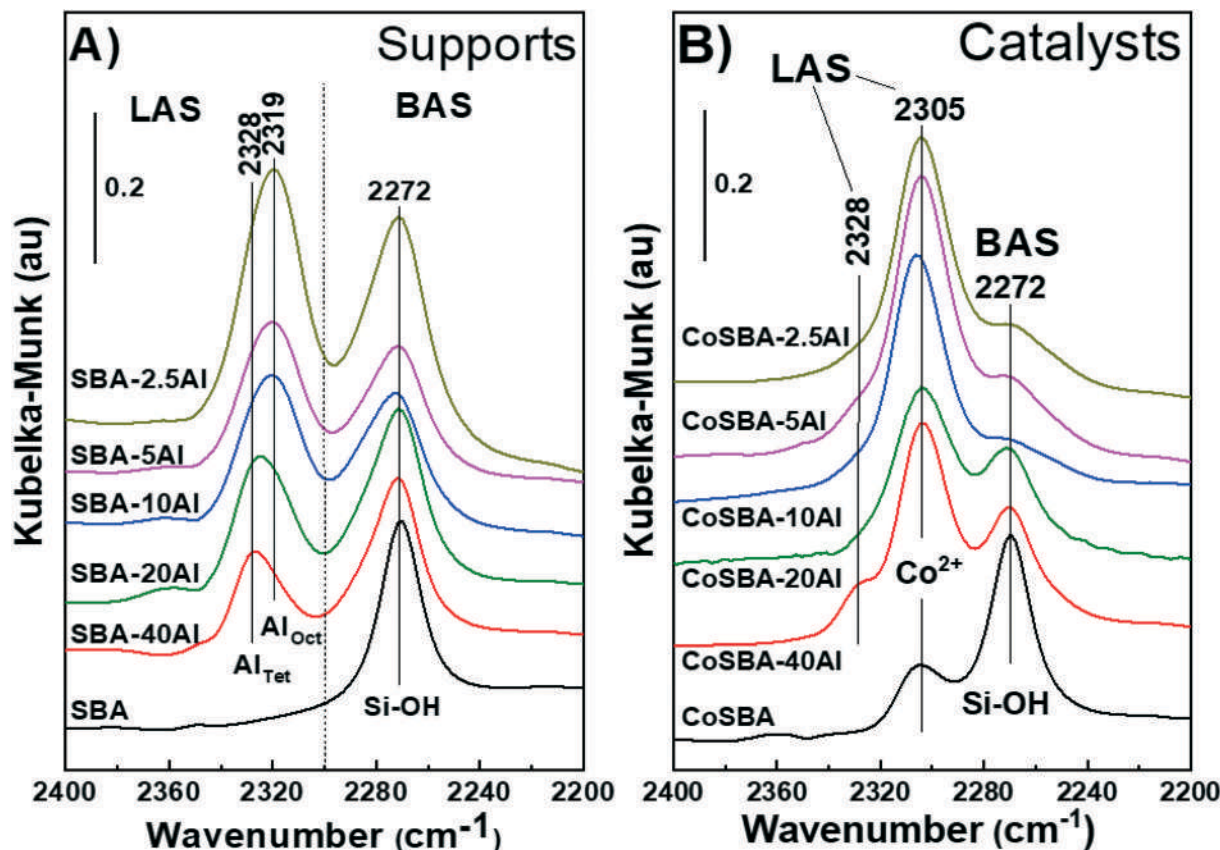 A) Supports
LAS
BAS
2328
2319
2272
0.2
SBA-2.5Al
SBA-5Al
SBA-10Al
SBA-20Al
SBA-40Al
SBA
Al_Oct
Al_Tet
Si-OH
Kubelka-Munk (au)
2400 2360 2320 2280 2240 2200
Wavenumber (cm⁻¹)
B) Catalysts
LAS
2305
2328
0.2
BAS
2272
CoSBA-2.5Al
CoSBA-5Al
CoSBA-10Al
CoSBA-20Al
CoSBA-40Al
CoSBA
Co²⁺
Si-OH
Kubelka-Munk (au)
2400 2360 2320 2280 2240 2200
Wavenumber (cm⁻¹)